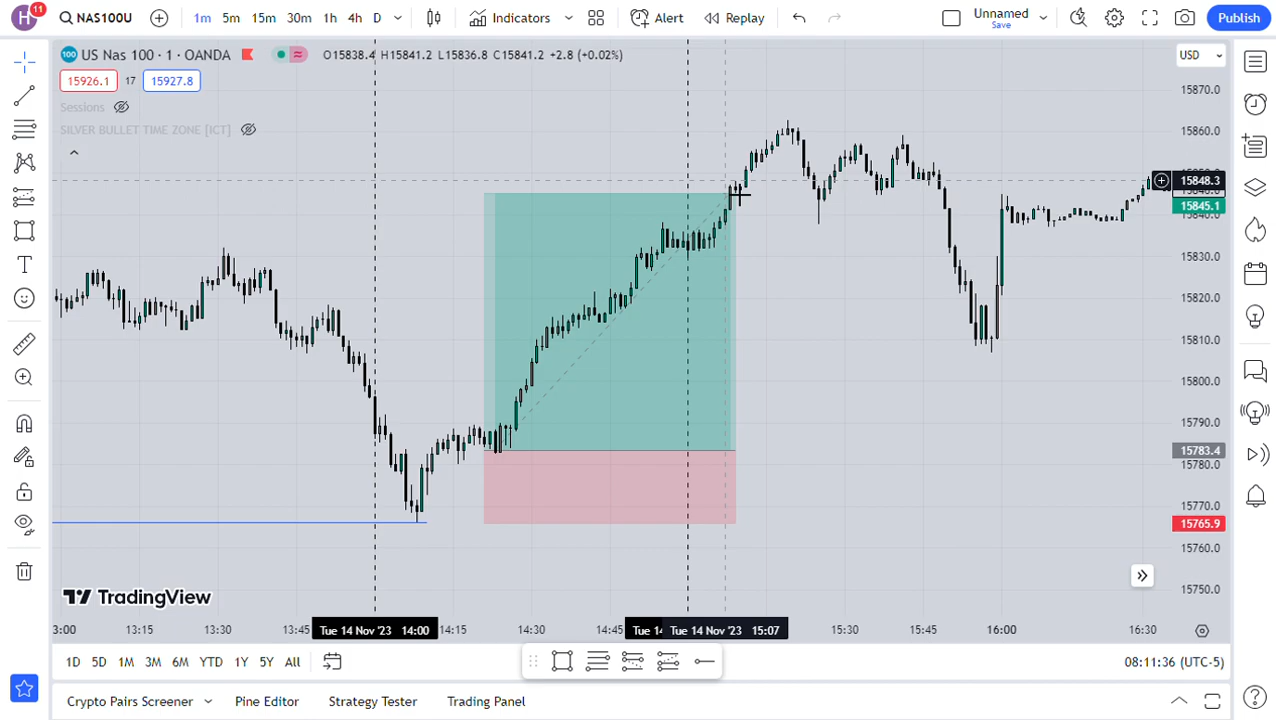 H 11 NAS100U 1m 5m 15m 30m 1h 4h D Indicators Alert Replay Unnamed Save Publish
100 US Nas 100 · 1 · OANDA O15838.4 H15841.2 L15836.8 C15841.2 +2.8 (+0.02%) USD
15926.1 17 15927.8
Sessions
SILVER BULLET TIME ZONE [ICT]
15870.0
15860.0
15848.3
15845.1
15840.0
15830.0
15820.0
15810.0
15800.0
15790.0
15783.4
15780.0
15770.0
15765.9
15760.0
15750.0
TradingView
3:00 13:15 13:30 13:45 Tue 14 Nov '23 14:00 14:15 14:30 14:45 Tue 14 Tue 14 Nov '23 15:07 15:30 15:45 16:00 16:30
1D 5D 1M 3M 6M YTD 1Y 5Y All 08:11:36 (UTC-5)
Crypto Pairs Screener Pine Editor Strategy Tester Trading Panel